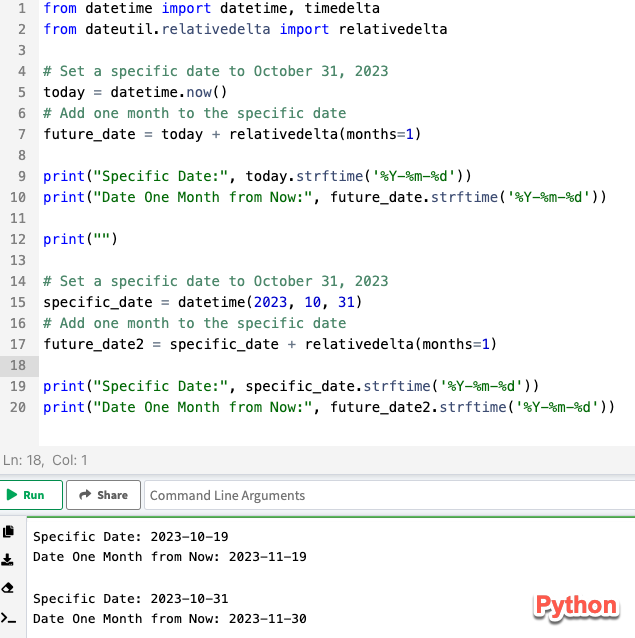 1 from datetime import datetime, timedelta
2 from dateutil.relativedelta import relativedelta
3
4 # Set a specific date to October 31, 2023
5 today = datetime.now()
6 # Add one month to the specific date
7 future_date = today + relativedelta(months=1)
8
9 print("Specific Date:", today.strftime('%Y-%m-%d'))
10 print("Date One Month from Now:", future_date.strftime('%Y-%m-%d'))
11
12 print("")
13
14 # Set a specific date to October 31, 2023
15 specific_date = datetime(2023, 10, 31)
16 # Add one month to the specific date
17 future_date2 = specific_date + relativedelta(months=1)
18
19 print("Specific Date:", specific_date.strftime('%Y-%m-%d'))
20 print("Date One Month from Now:", future_date2.strftime('%Y-%m-%d'))
Ln: 18, Col: 1
Run Share Command Line Arguments
Specific Date: 2023-10-19
Date One Month from Now: 2023-11-19
Specific Date: 2023-10-31
Date One Month from Now: 2023-11-30
Python